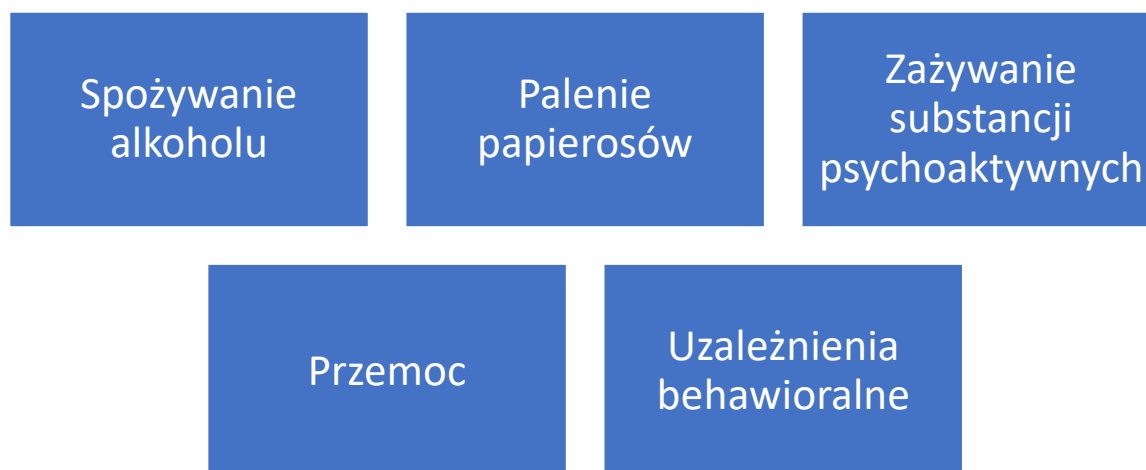 Spożywanie
alkoholu
Palenie
papierosów
Zażywanie
substancji
psychoaktywnych
Przemoc
Uzależnienia
behawioralne